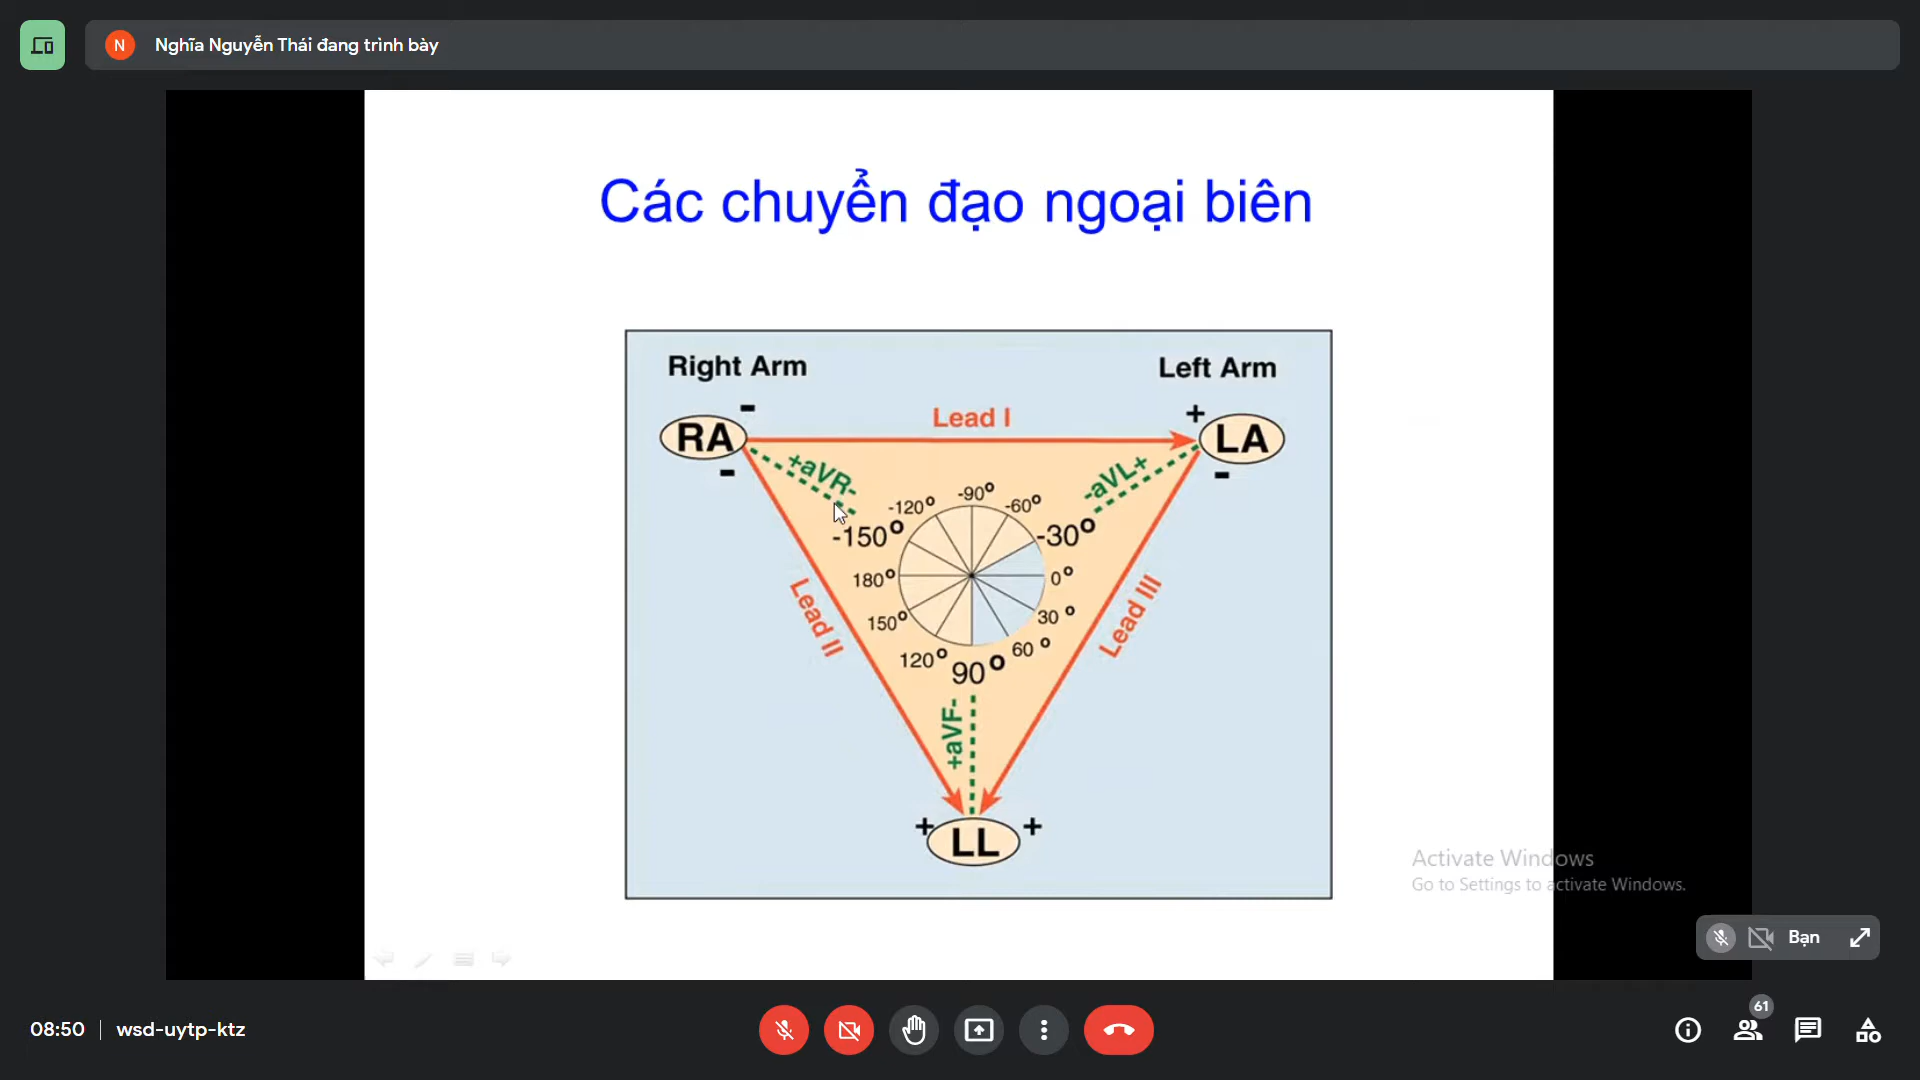 N Nghĩa Nguyễn Thái đang trình bày
Các chuyển đạo ngoại biên
Right Arm
Left Arm
-
+
Lead I
RA
LA
-
-
+aVR-
-aVL+
-120°
-90°
-60°
-150°
-30°
180°
0°
150°
30°
120°
90°
60°
Lead II
Lead III
+aVF-
+
+
LL
Activate Windows
Go to Settings to activate Windows.
Bạn
61
08:50
wsd-uytp-ktz